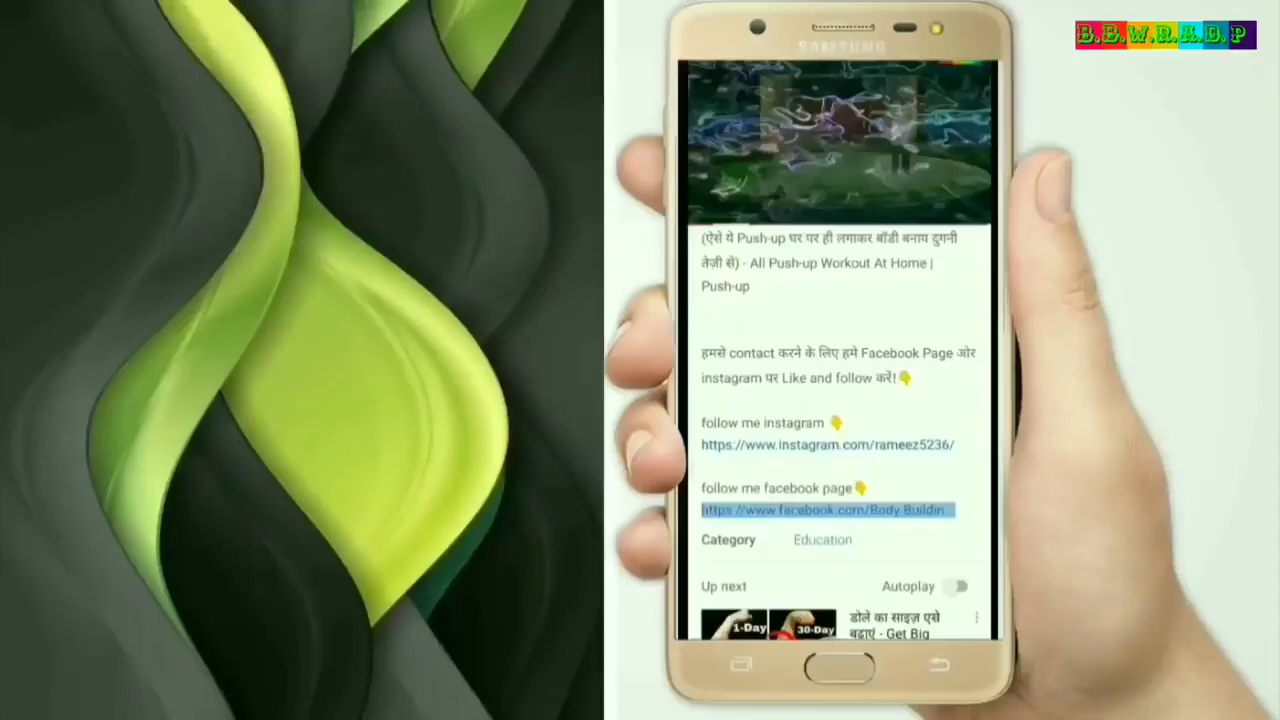 B.B.W.R.A.B.P
SAMSUNG
(ऐसे ये Push-up घर पर ही लगाकर बॉडी बनाय दुगनी
तेज़ी से) - All Push-up Workout At Home |
Push-up
हमसे contact करने के लिए हमे Facebook Page ओर
instagram पर Like and follow करें!👇
follow me instagram 👇
https://www.instagram.com/rameez5236/
follow me facebook page👇
https://www.facebook.com/Body-Buildin
Category Education
Up next Autoplay
1-Day 30-Day
डोले का साइज़ एसे
बढ़ाएं - Get Big